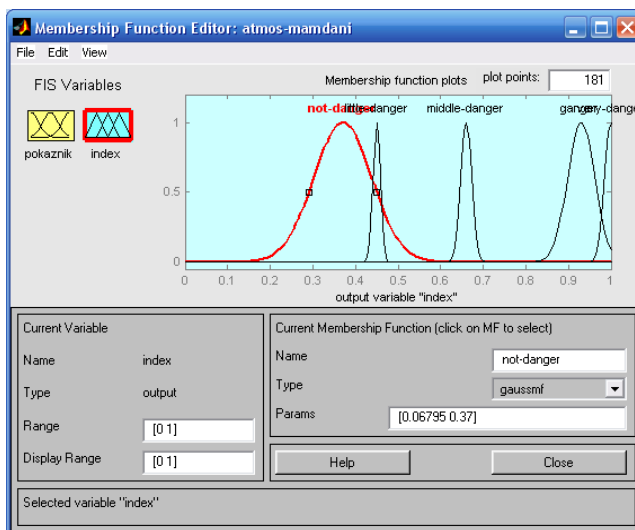 Membership Function Editor: atmos-mamdani
File Edit View
FIS Variables
Membership function plots plot points: 181
not-danger middle-danger
pokaznik index
1
0.5
0
0 0.1 0.2 0.3 0.4 0.5 0.6 0.7 0.8 0.9 1
output variable "index"
Current Variable
Name index
Type output
Range [0 1]
Display Range [0 1]
Current Membership Function (click on MF to select)
Name not-danger
Type gaussmf
Params [0.06795 0.37]
Help Close
Selected variable "index"